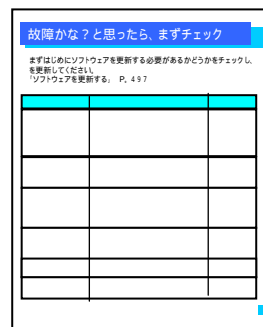 故障かな？と思ったら、まずチェック
まずはじめにソフトウェアを更新する必要があるかどうかをチェックし、
を更新してください。
「ソフトウェアを更新する」 P. 497